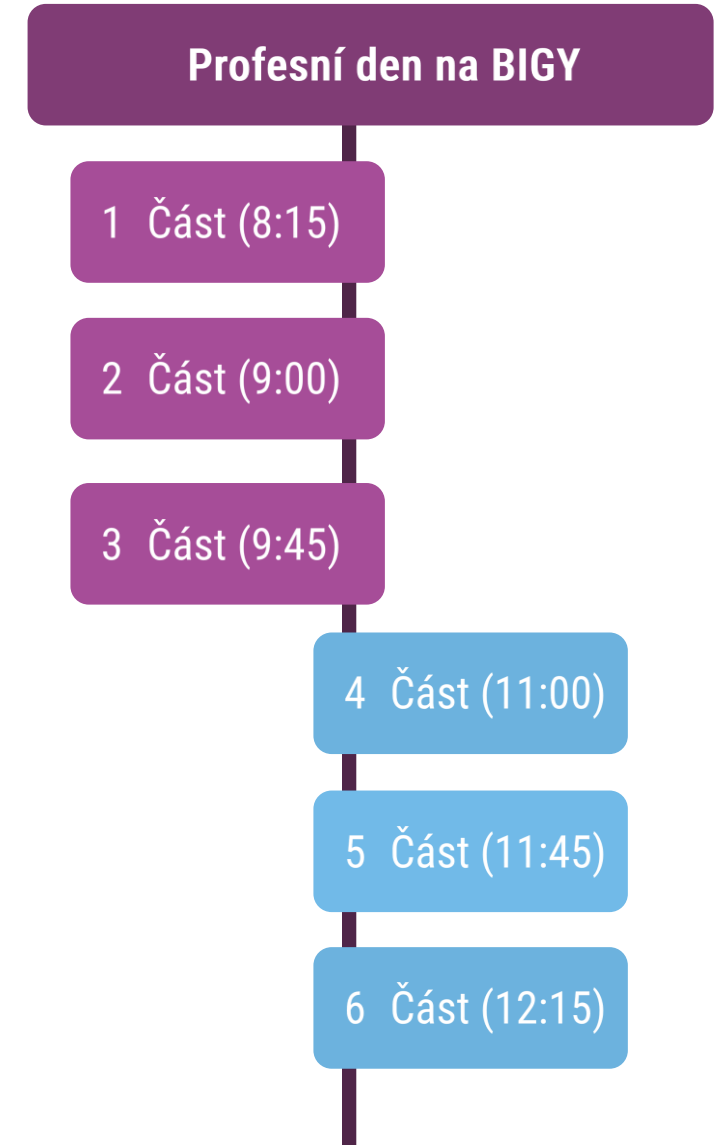 Profesní den na BIGY
1 Část (8:15)
2 Část (9:00)
3 Část (9:45)
4 Část (11:00)
5 Část (11:45)
6 Část (12:15)